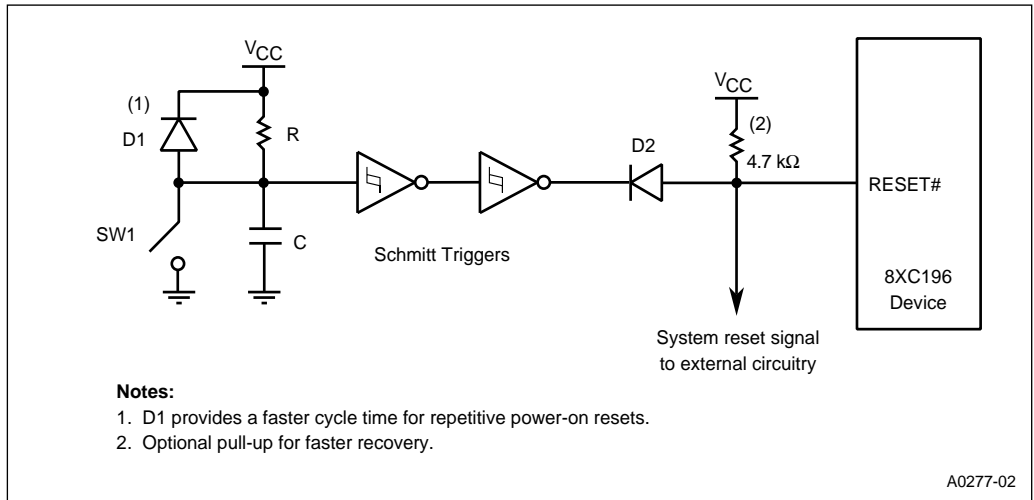 VCC
(1)
D1
R
SW1
C
Schmitt Triggers
D2
VCC
(2)
4.7 kΩ
RESET#
8XC196
Device
System reset signal
to external circuitry
Notes:
1. D1 provides a faster cycle time for repetitive power-on resets.
2. Optional pull-up for faster recovery.
A0277-02